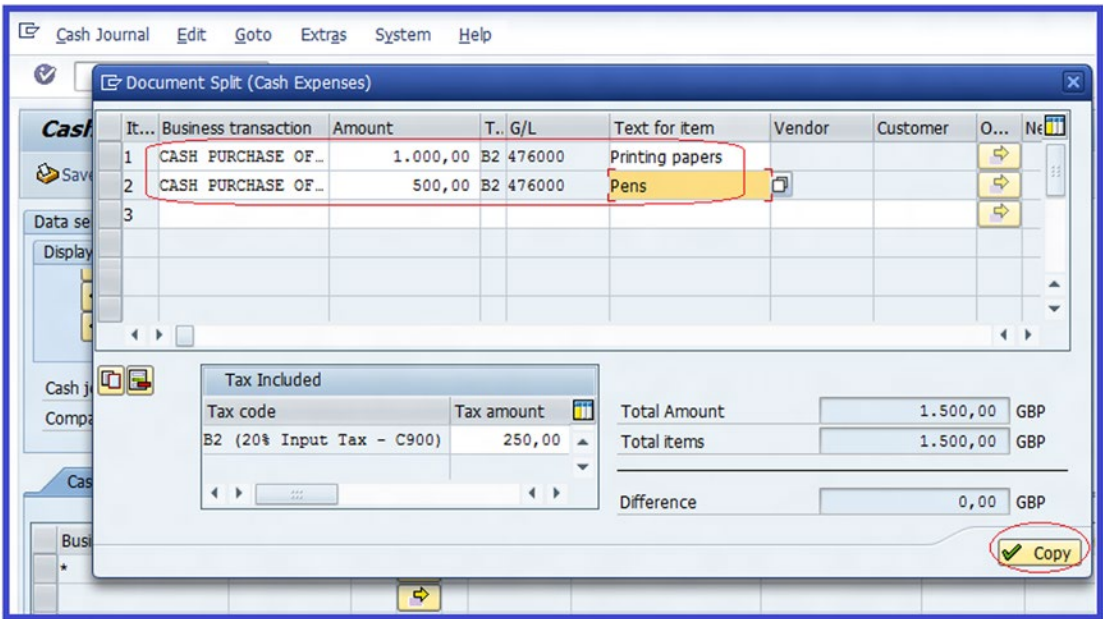 Cash Journal Edit Goto Extras System Help
Document Split (Cash Expenses)
Cash
It... Business transaction Amount T.. G/L Text for item Vendor Customer O... Ne
1 CASH PURCHASE OF… 1.000,00 B2 476000 Printing papers
Save
2 CASH PURCHASE OF… 500,00 B2 476000 Pens
3
Data se
Display
Tax Included
Cash jo
Tax code Tax amount Total Amount 1.500,00 GBP
Compa
B2 (20% Input Tax - C900) 250,00 Total items 1.500,00 GBP
Cas
Difference 0,00 GBP
Busi
Copy
*